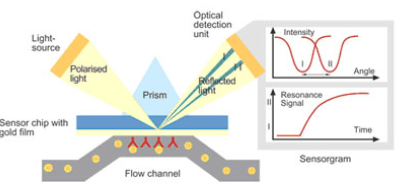 Light-
source
Optical
detection
unit
Polarised
light
Reflected
light
I
II
Prism
Sensor chip with
gold film
Flow channel
Intensity
I
II
Angle
Resonance
Signal
II
I
Time
Sensorgram